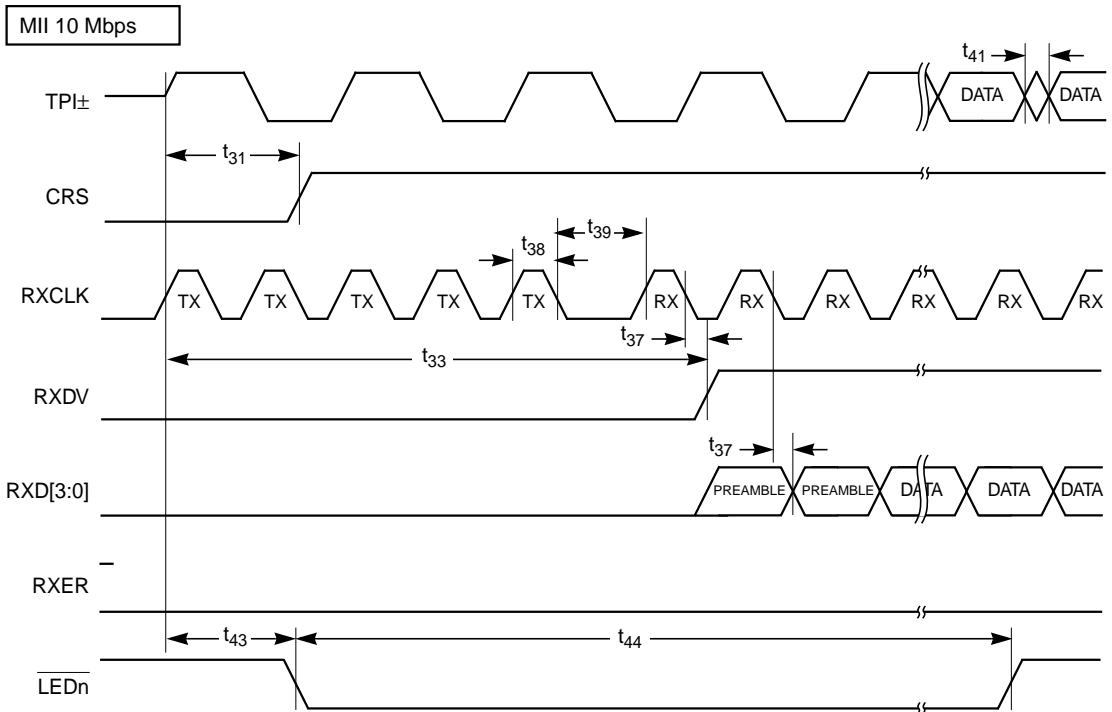 MII 10 Mbps
t41
TPI± DATA DATA
t31
CRS
t38 t39
RXCLK TX TX TX TX TX RX RX RX RX RX RX
t37
t33
RXDV
t37
RXD[3:0] PREAMBLE PREAMBLE DATA DATA DATA
RXER
t43 t44
LEDn